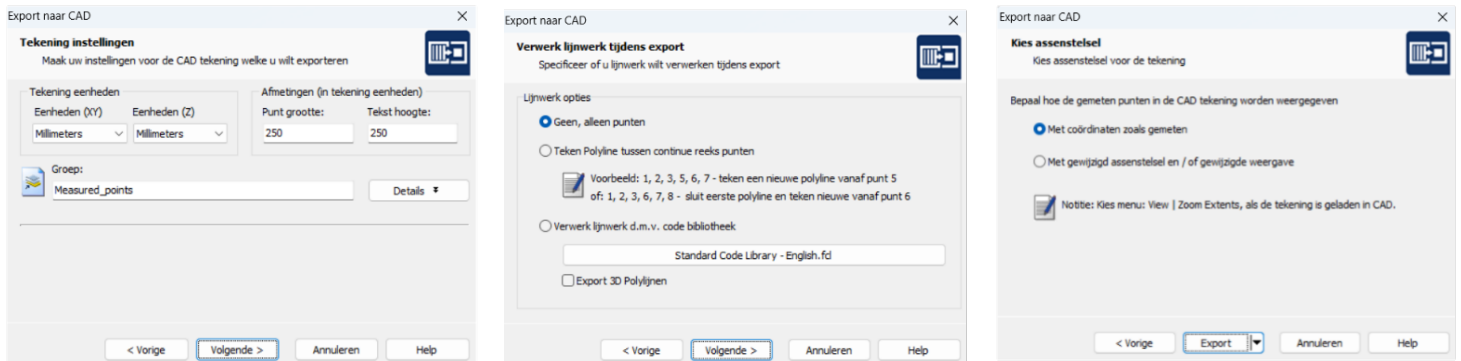 Export naar CAD
Tekening instellingen
Maak uw instellingen voor de CAD tekening welke u wilt exporteren
Tekening eenheden
Eenheden (XY) Eenheden (Z)
Millimeters Millimeters
Afmetingen (in tekening eenheden)
Punt grootte: Tekst hoogte:
250 250
Groep:
Measured_points
Details
< Vorige Volgende > Annuleren Help
Export naar CAD
Verwerk lijnwerk tijdens export
Specificeer of u lijnwerk wilt verwerken tijdens export
Lijnwerk opties
Geen, alleen punten
Teken Polyline tussen continue reeks punten
Voorbeeld: 1, 2, 3, 5, 6, 7 - teken een nieuwe polyline vanaf punt 5
of: 1, 2, 3, 6, 7, 8 - sluit eerste polyline en teken nieuwe vanaf punt 6
Verwerk lijnwerk d.m.v. code bibliotheek
Standard Code Library - English.fcl
Export 3D Polylijnen
< Vorige Volgende > Annuleren Help
Export naar CAD
Kies assenstelsel
Kies assenstelsel voor de tekening
Bepaal hoe de gemeten punten in de CAD tekening worden weergegeven
Met coördinaten zoals gemeten
Met gewijzigd assenstelsel en / of gewijzigde weergave
Notitie: Kies menu: View | Zoom Extents, als de tekening is geladen in CAD.
< Vorige Export Annuleren Help